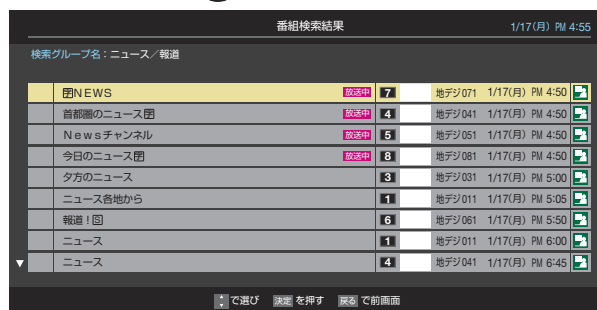 番組検索結果 1/17(月) PM 4:55
検索グループ名：ニュース／報道
🈑NEWS 放送中 7 地デジ071 1/17(月) PM 4:50
首都圏のニュース🈑 放送中 4 地デジ041 1/17(月) PM 4:50
Newsチャンネル 放送中 5 地デジ051 1/17(月) PM 4:50
今日のニュース🈑 放送中 8 地デジ081 1/17(月) PM 4:50
夕方のニュース 3 地デジ031 1/17(月) PM 5:00
ニュース各地から 1 地デジ011 1/17(月) PM 5:05
報道！🅂 6 地デジ061 1/17(月) PM 5:50
ニュース 1 地デジ011 1/17(月) PM 6:00
▼ ニュース 4 地デジ041 1/17(月) PM 6:45
で選び 決定 を押す 戻る で前画面